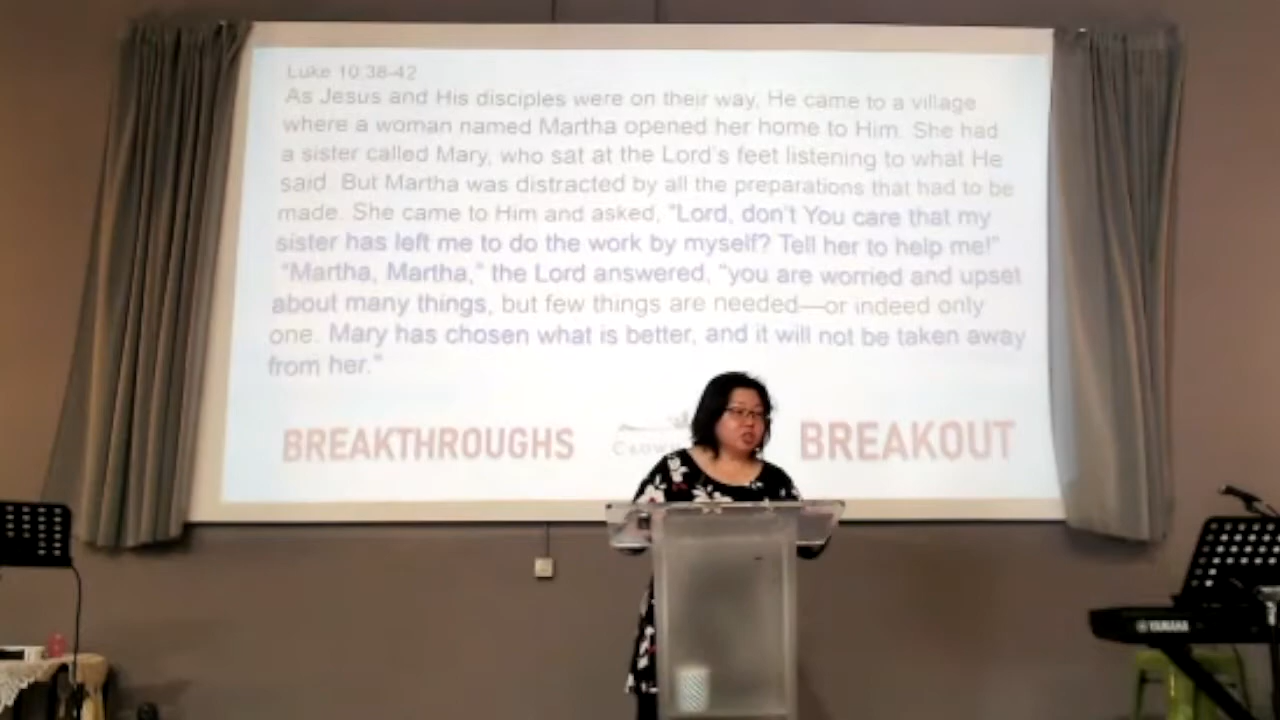 Luke 10:38-42
As Jesus and His disciples were on their way, He came to a village
where a woman named Martha opened her home to Him. She had
a sister called Mary, who sat at the Lord's feet listening to what He
said. But Martha was distracted by all the preparations that had to be
made. She came to Him and asked, "Lord, don't You care that my
sister has left me to do the work by myself? Tell her to help me!"
"Martha, Martha," the Lord answered, "you are worried and upset
about many things, but few things are needed—or indeed only
one. Mary has chosen what is better, and it will not be taken away
from her."
BREAKTHROUGHS
BREAKOUT
YAMAHA